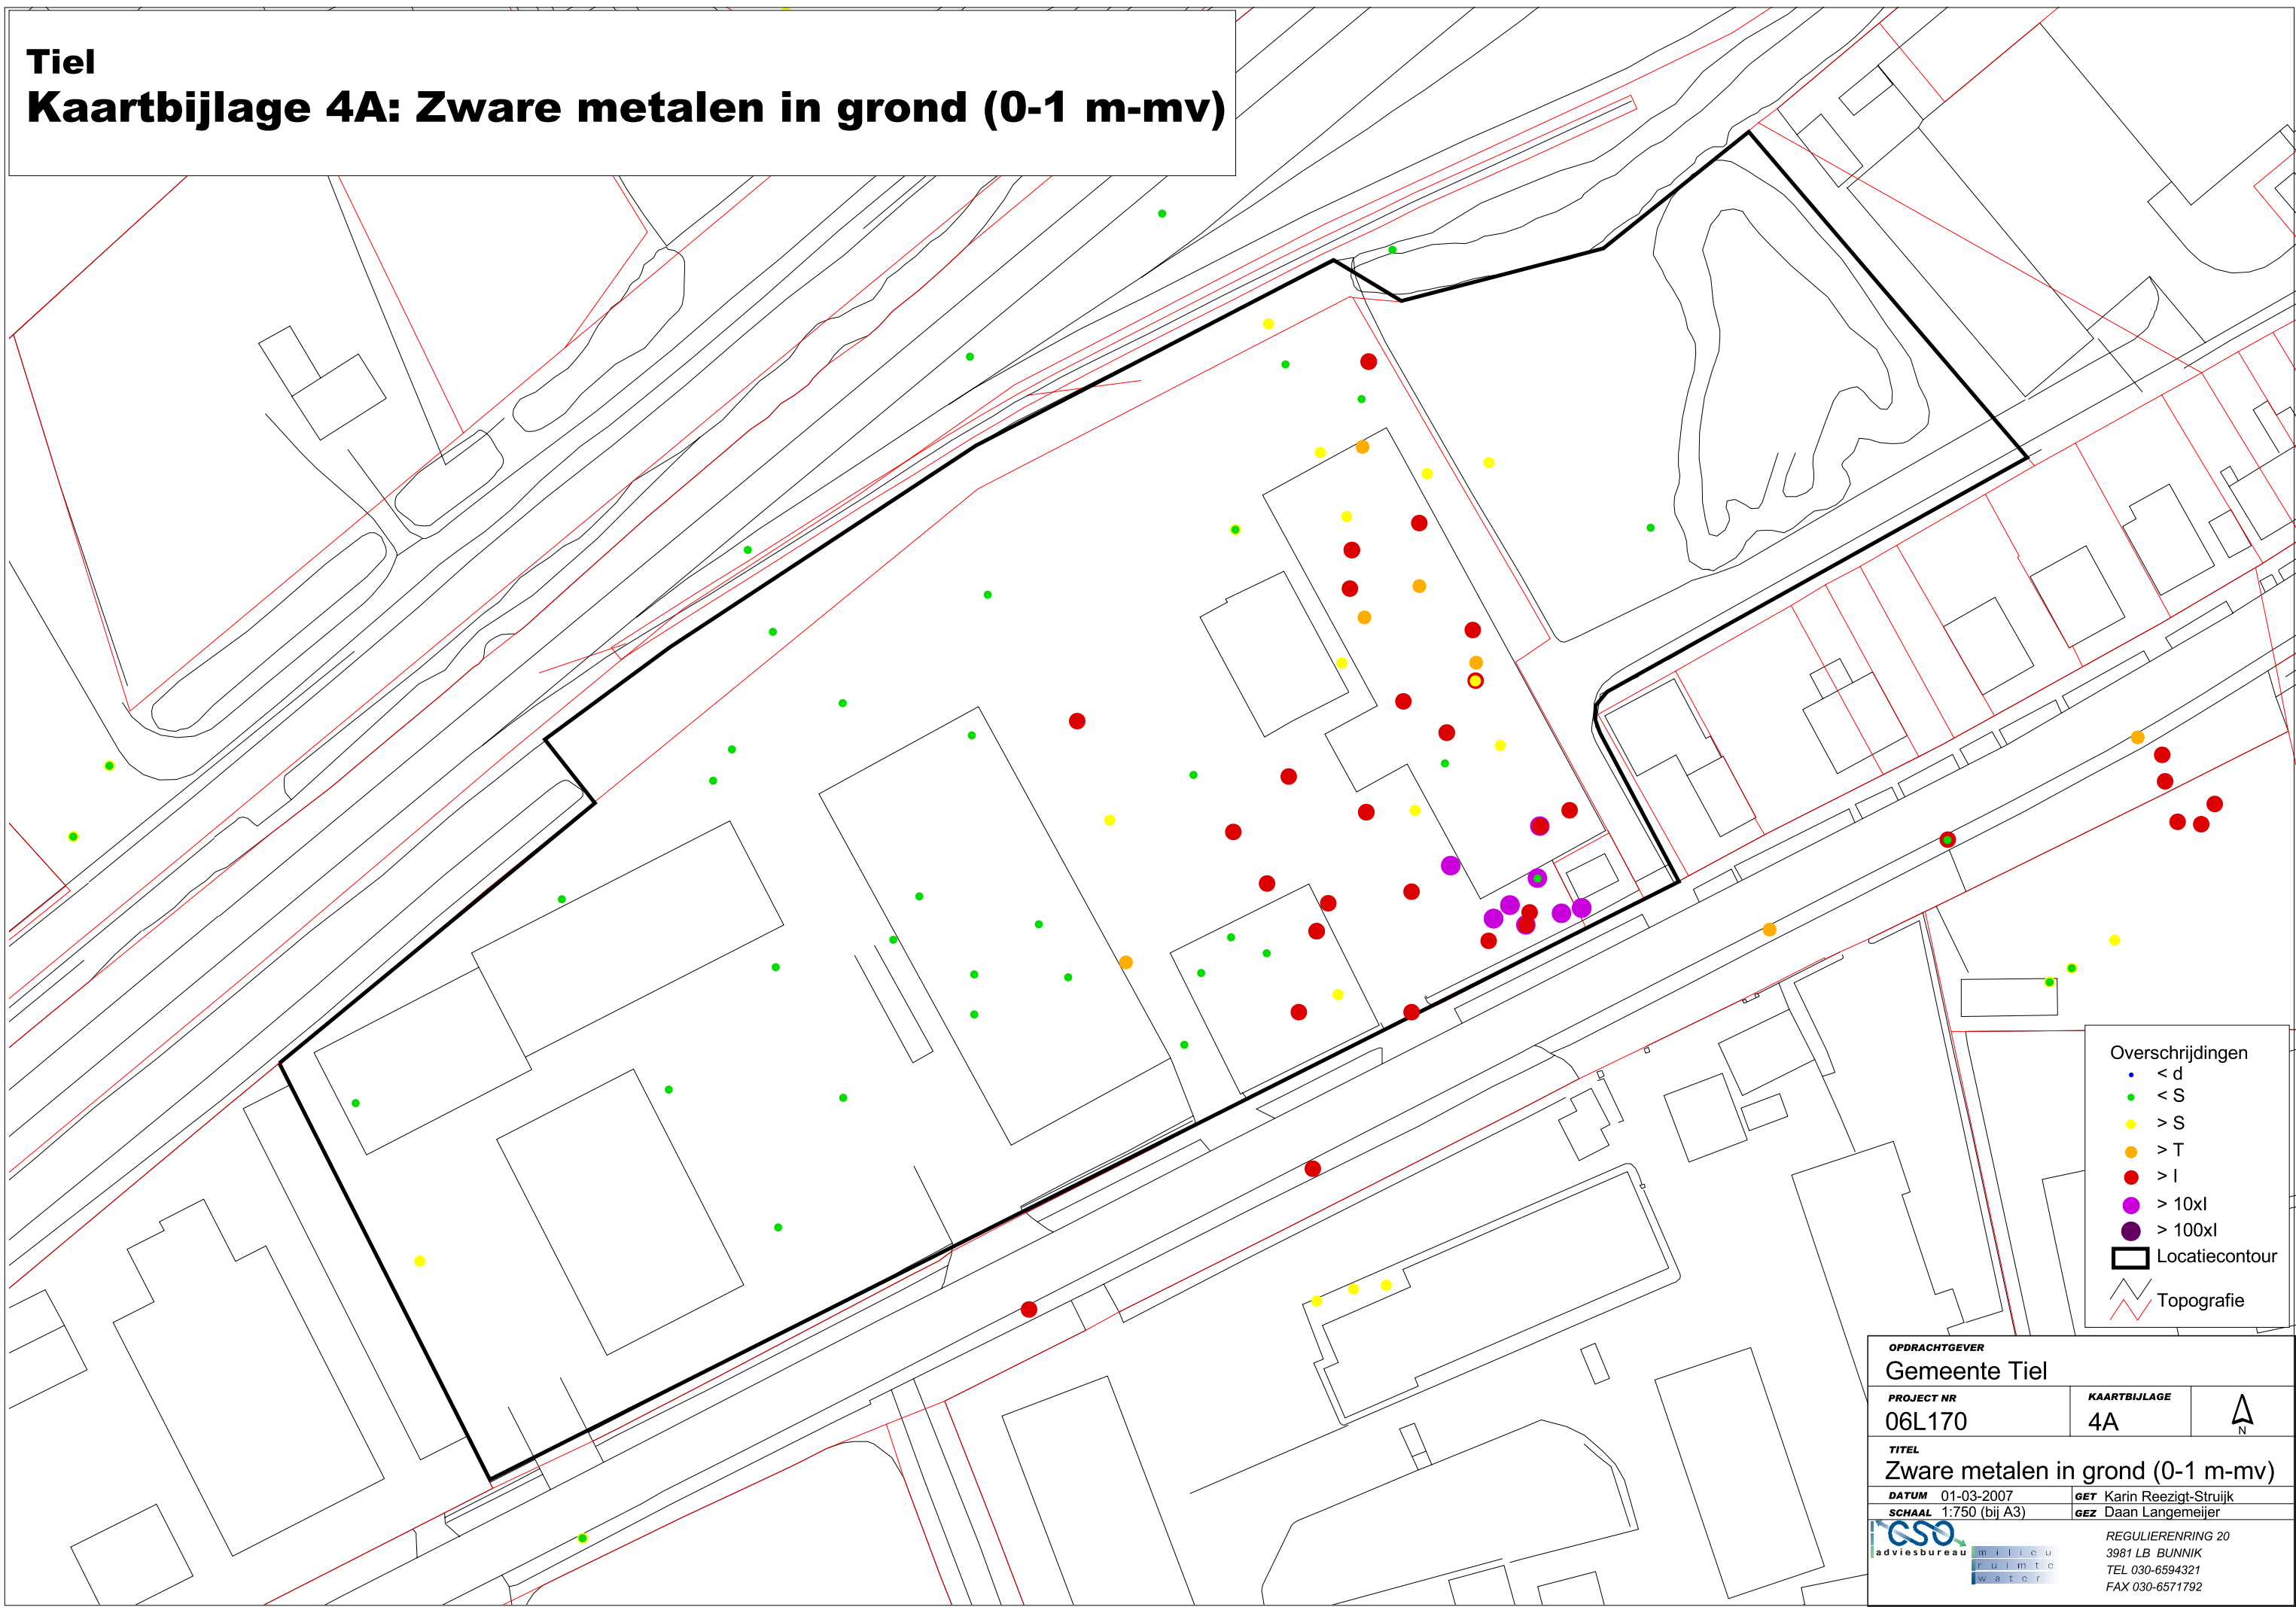 Tiel
Kaartbijlage 4A: Zware metalen in grond (0-1 m-mv)
Overschrijdingen
< d
< S
> S
> T
> I
> 10xI
> 100xI
Locatiecontour
Topografie
OPDRACHTGEVER
Gemeente Tiel
PROJECT NR
06L170
KAARTBIJLAGE
4A
N
TITEL
Zware metalen in grond (0-1 m-mv)
DATUM 01-03-2007
GET Karin Reezigt-Struijk
SCHAAL 1:750 (bij A3)
GEZ Daan Langemeijer
CSO
adviesbureau
milieu
ruimte
water
REGULIERENRING 20
3981 LB BUNNIK
TEL 030-6594321
FAX 030-6571792